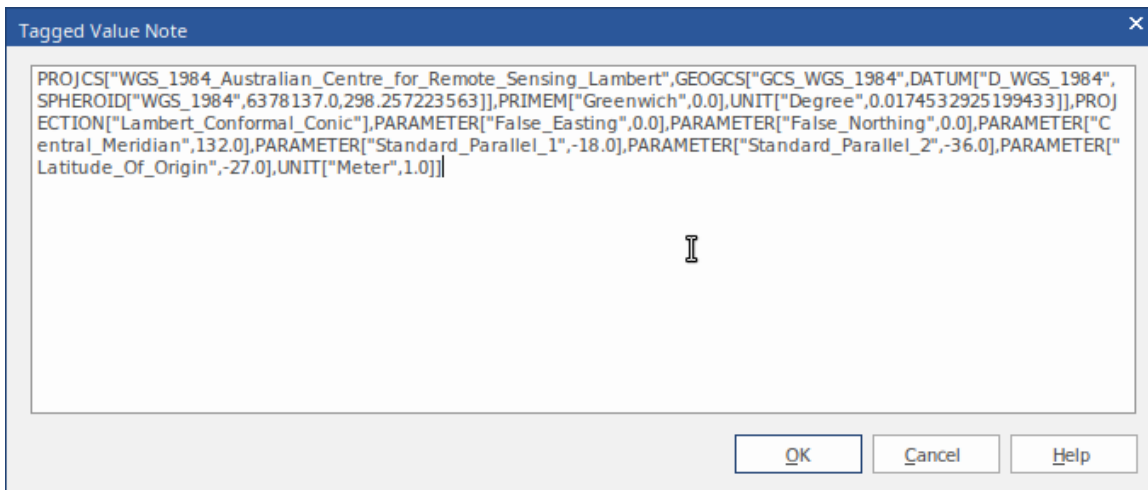 Tagged Value Note
PROJCS["WGS_1984_Australian_Centre_for_Remote_Sensing_Lambert",GEOGCS["GCS_WGS_1984",DATUM["D_WGS_1984",
SPHEROID["WGS_1984",6378137.0,298.257223563]],PRIMEM["Greenwich",0.0],UNIT["Degree",0.0174532925199433]],PROJ
ECTION["Lambert_Conformal_Conic"],PARAMETER["False_Easting",0.0],PARAMETER["False_Northing",0.0],PARAMETER["C
entral_Meridian",132.0],PARAMETER["Standard_Parallel_1",-18.0],PARAMETER["Standard_Parallel_2",-36.0],PARAMETER["
Latitude_Of_Origin",-27.0],UNIT["Meter",1.0]]
OK Cancel Help